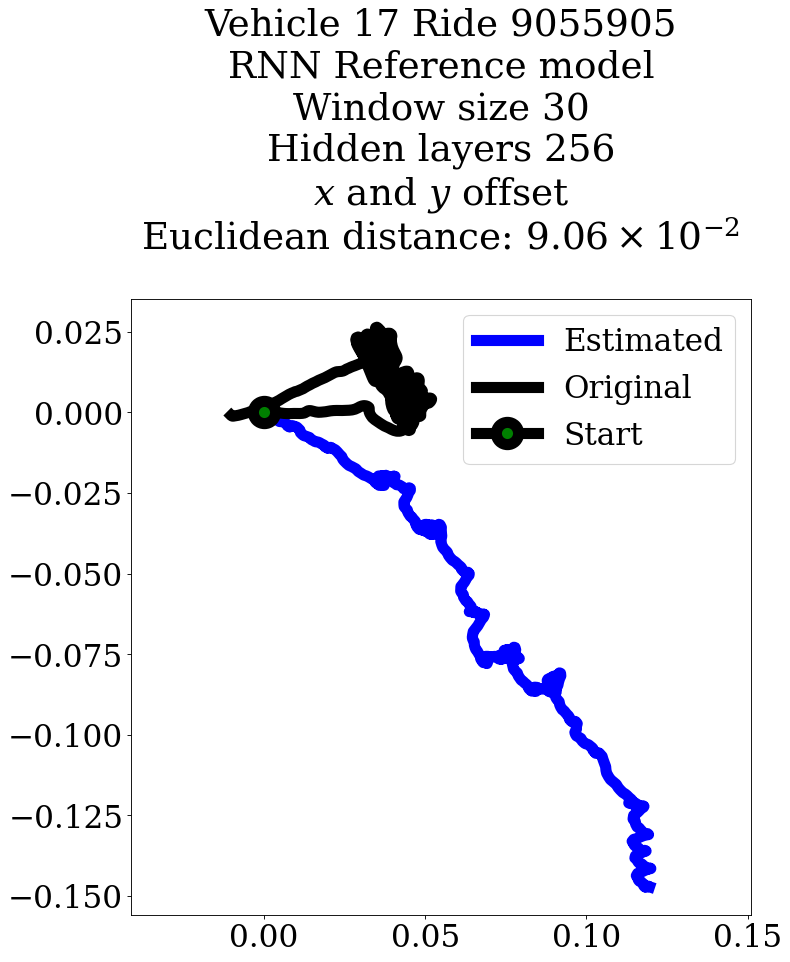 Vehicle 17 Ride 9055905
RNN Reference model
Window size 30
Hidden layers 256
x and y offset
Euclidean distance: 9.06 × 10⁻²
Estimated
Original
Start
0.025
0.000
−0.025
−0.050
−0.075
−0.100
−0.125
−0.150
0.00 0.05 0.10 0.15